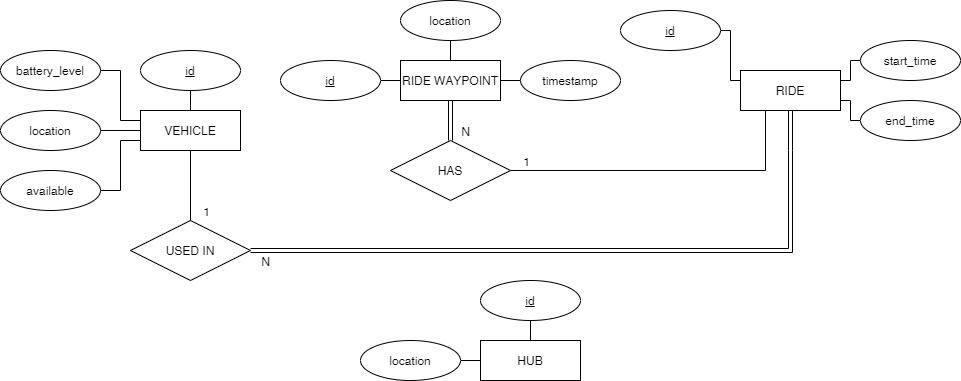 location
id
battery_level
id
id
RIDE WAYPOINT
timestamp
start_time
RIDE
location
VEHICLE
N
end_time
HAS
1
available
1
USED IN
N
id
location
HUB